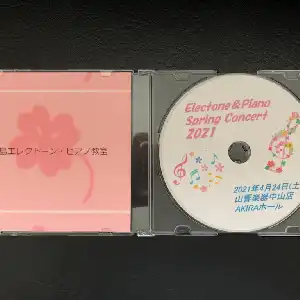 島エレクトーン・ピアノ教室
Electone＆Piano
Spring Concert
2021
2021年4月24日(土
山響楽器中山店
AKIRAホール